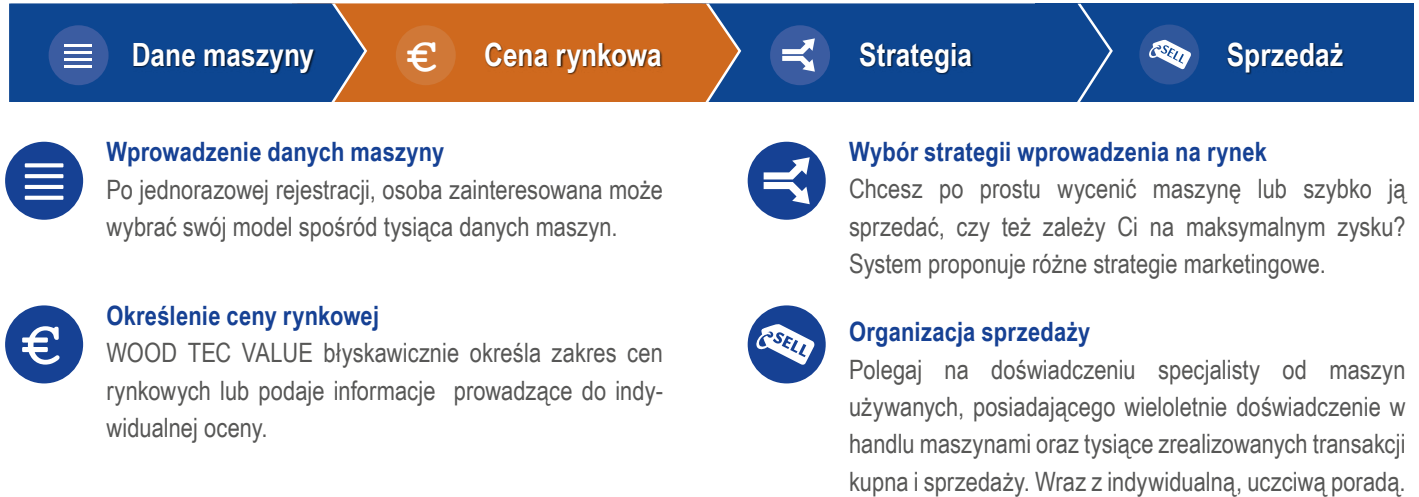 Dane maszyny
€
Cena rynkowa
Strategia
SELL
Sprzedaż
Wprowadzenie danych maszyny
Po jednorazowej rejestracji, osoba zainteresowana może
wybrać swój model spośród tysiąca danych maszyn.
€
Określenie ceny rynkowej
WOOD TEC VALUE błyskawicznie określa zakres cen
rynkowych lub podaje informacje prowadzące do indy-
widualnej oceny.
Wybór strategii wprowadzenia na rynek
Chcesz po prostu wycenić maszynę lub szybko ją
sprzedać, czy też zależy Ci na maksymalnym zysku?
System proponuje różne strategie marketingowe.
SELL
Organizacja sprzedaży
Polegaj na doświadczeniu specjalisty od maszyn
używanych, posiadającego wieloletnie doświadczenie w
handlu maszynami oraz tysiące zrealizowanych transakcji
kupna i sprzedaży. Wraz z indywidualną, uczciwą poradą.